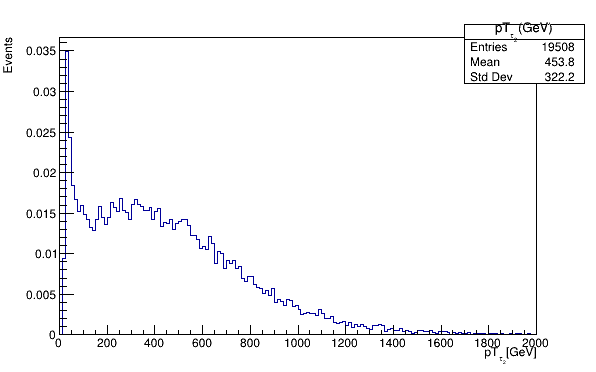 pT_τ₂(GeV)
Entries 19508
Mean 453.8
Std Dev 322.2
Events
0.035
0.03
0.025
0.02
0.015
0.01
0.005
0
0 200 400 600 800 1000 1200 1400 1600 1800 2000
pT_τ₂[GeV]